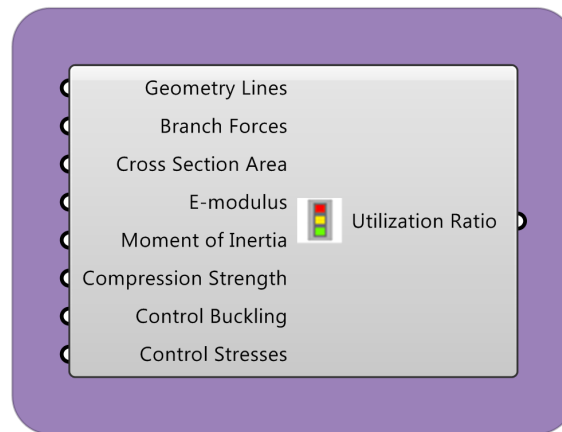 Geometry Lines
Branch Forces
Cross Section Area
E-modulus
Moment of Inertia
Compression Strength
Control Buckling
Control Stresses
Utilization Ratio